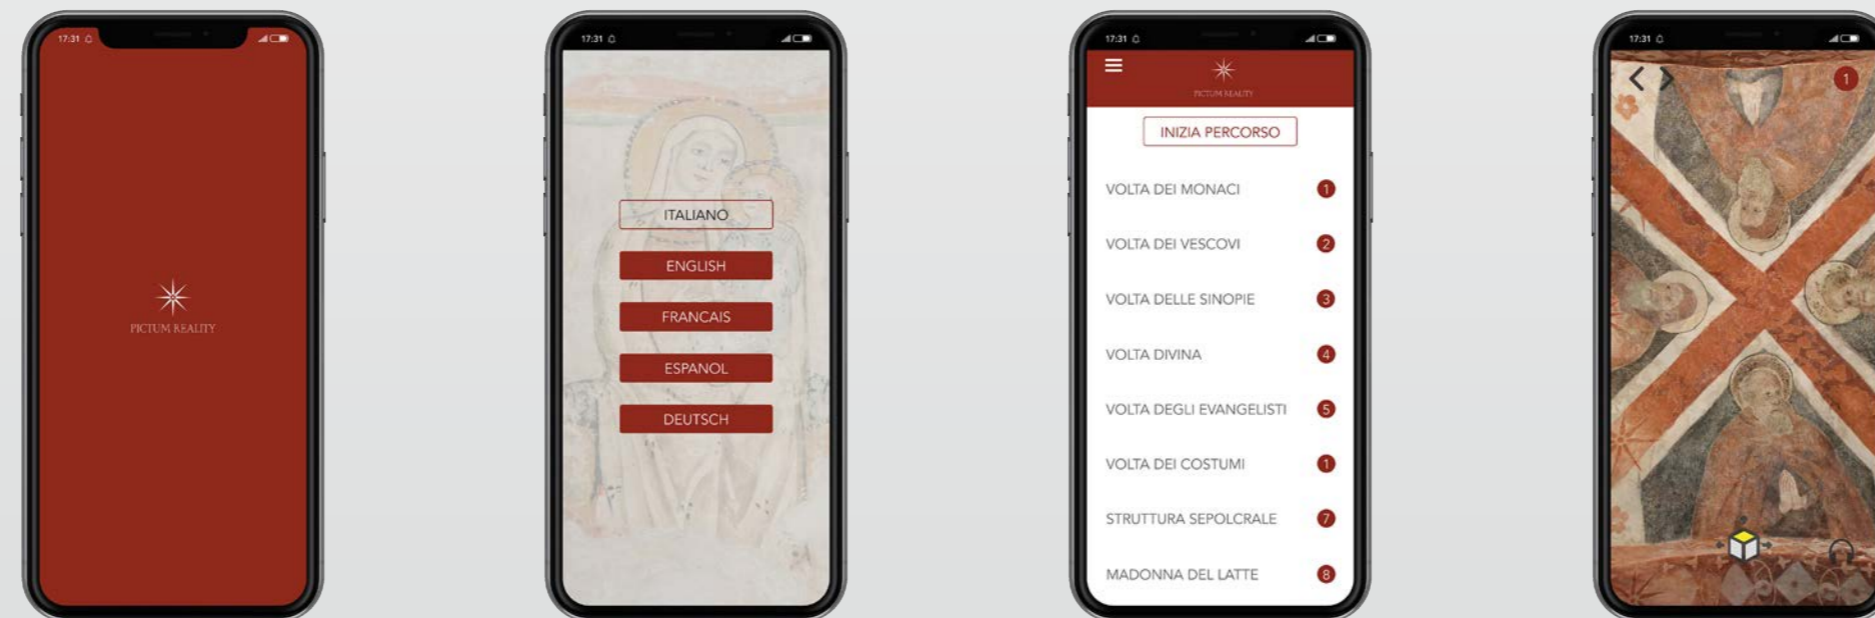 17:31
PICTUM REALITY
17:31
ITALIANO
ENGLISH
FRANCAIS
ESPANOL
DEUTSCH
17:31
PICTUM REALITY
INIZIA PERCORSO
VOLTA DEI MONACI 1
VOLTA DEI VESCOVI 2
VOLTA DELLE SINOPIE 3
VOLTA DIVINA 4
VOLTA DEGLI EVANGELISTI 5
VOLTA DEI COSTUMI 1
STRUTTURA SEPOLCRALE 7
MADONNA DEL LATTE 8
17:31
1